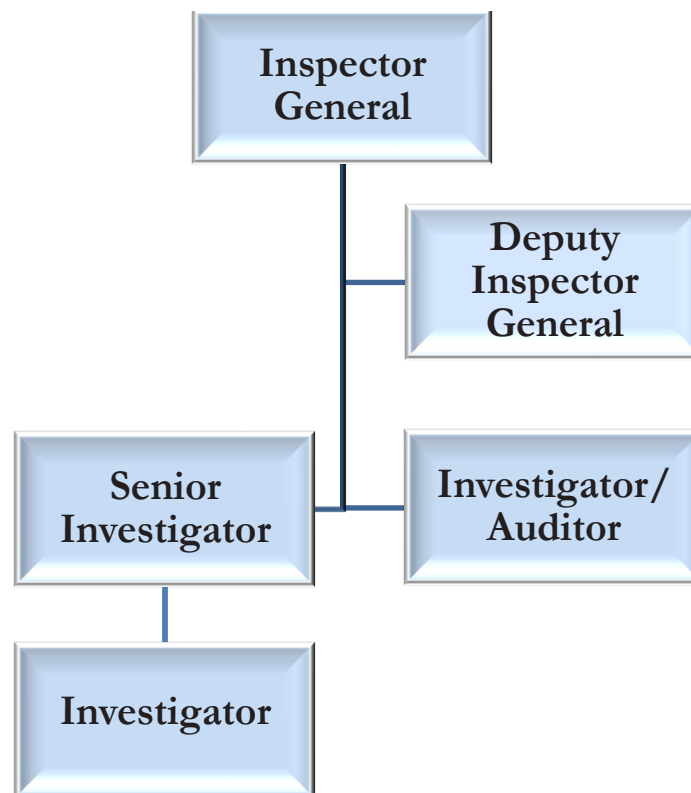 Inspector
General
Deputy
Inspector
General
Senior
Investigator
Investigator/
Auditor
Investigator